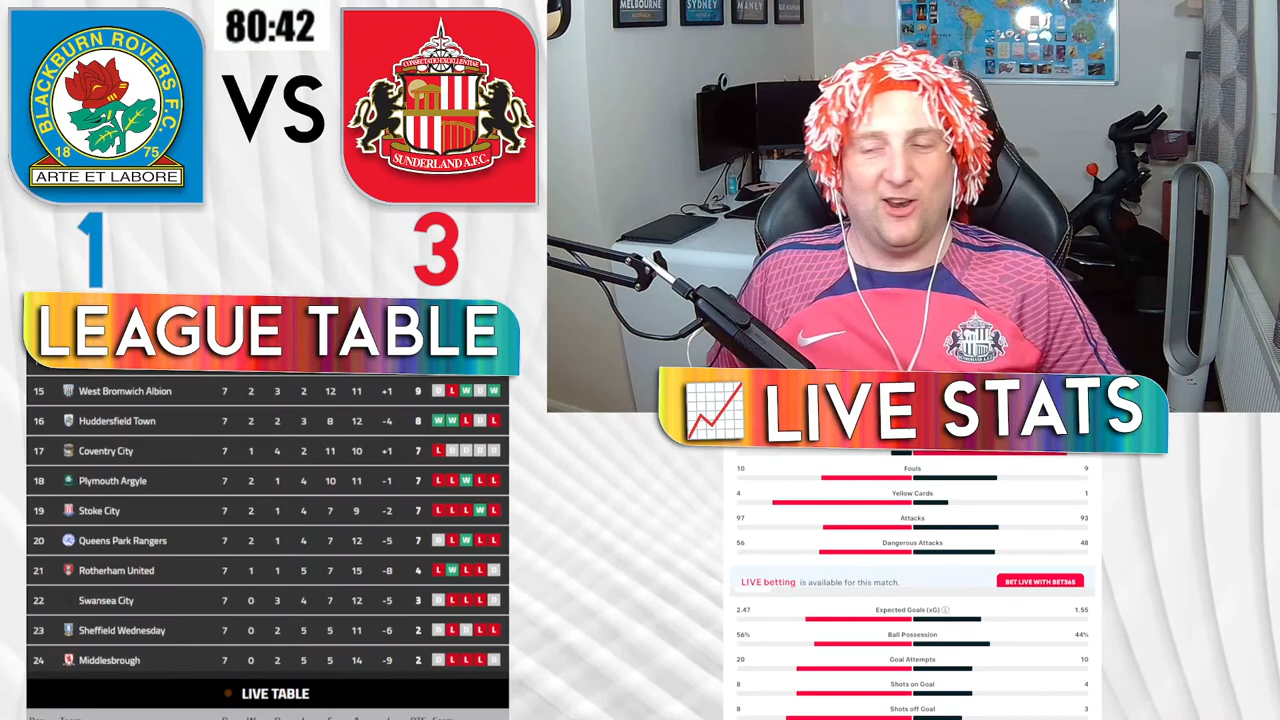 80:42
BLACKBURN ROVERS F.C.
18 75
ARTE ET LABORE
VS
CONSECTATIO EXCELLENTIAE
SUNDERLAND A.F.C.
1
3
MELBOURNE
AUSTRALIA
SYDNEY
MANLY
LEAGUE TABLE
15 West Bromwich Albion 7 2 3 2 12 11 +1 9 D L W D W
16 Huddersfield Town 7 2 2 3 8 12 -4 8 W W L D L
17 Coventry City 7 1 4 2 11 10 +1 7 L D D D D
18 Plymouth Argyle 7 2 1 4 10 11 -1 7 L L W L L
19 Stoke City 7 2 1 4 7 9 -2 7 L L L W L
20 Queens Park Rangers 7 2 1 4 7 12 -5 7 D L W L L
21 Rotherham United 7 1 1 5 7 15 -8 4 L W L L D
22 Swansea City 7 0 3 4 7 12 -5 3 D L L L D
23 Sheffield Wednesday 7 0 2 5 5 11 -6 2 D L D L L
24 Middlesbrough 7 0 2 5 5 14 -9 2 D L L L D
LIVE TABLE
LIVE STATS
10 Fouls 9
4 Yellow Cards 1
97 Attacks 93
56 Dangerous Attacks 48
LIVE betting is available for this match. BET LIVE WITH BET365
2.47 Expected Goals (xG) 1.55
56% Ball Possession 44%
20 Goal Attempts 10
8 Shots on Goal 4
8 Shots off Goal 3